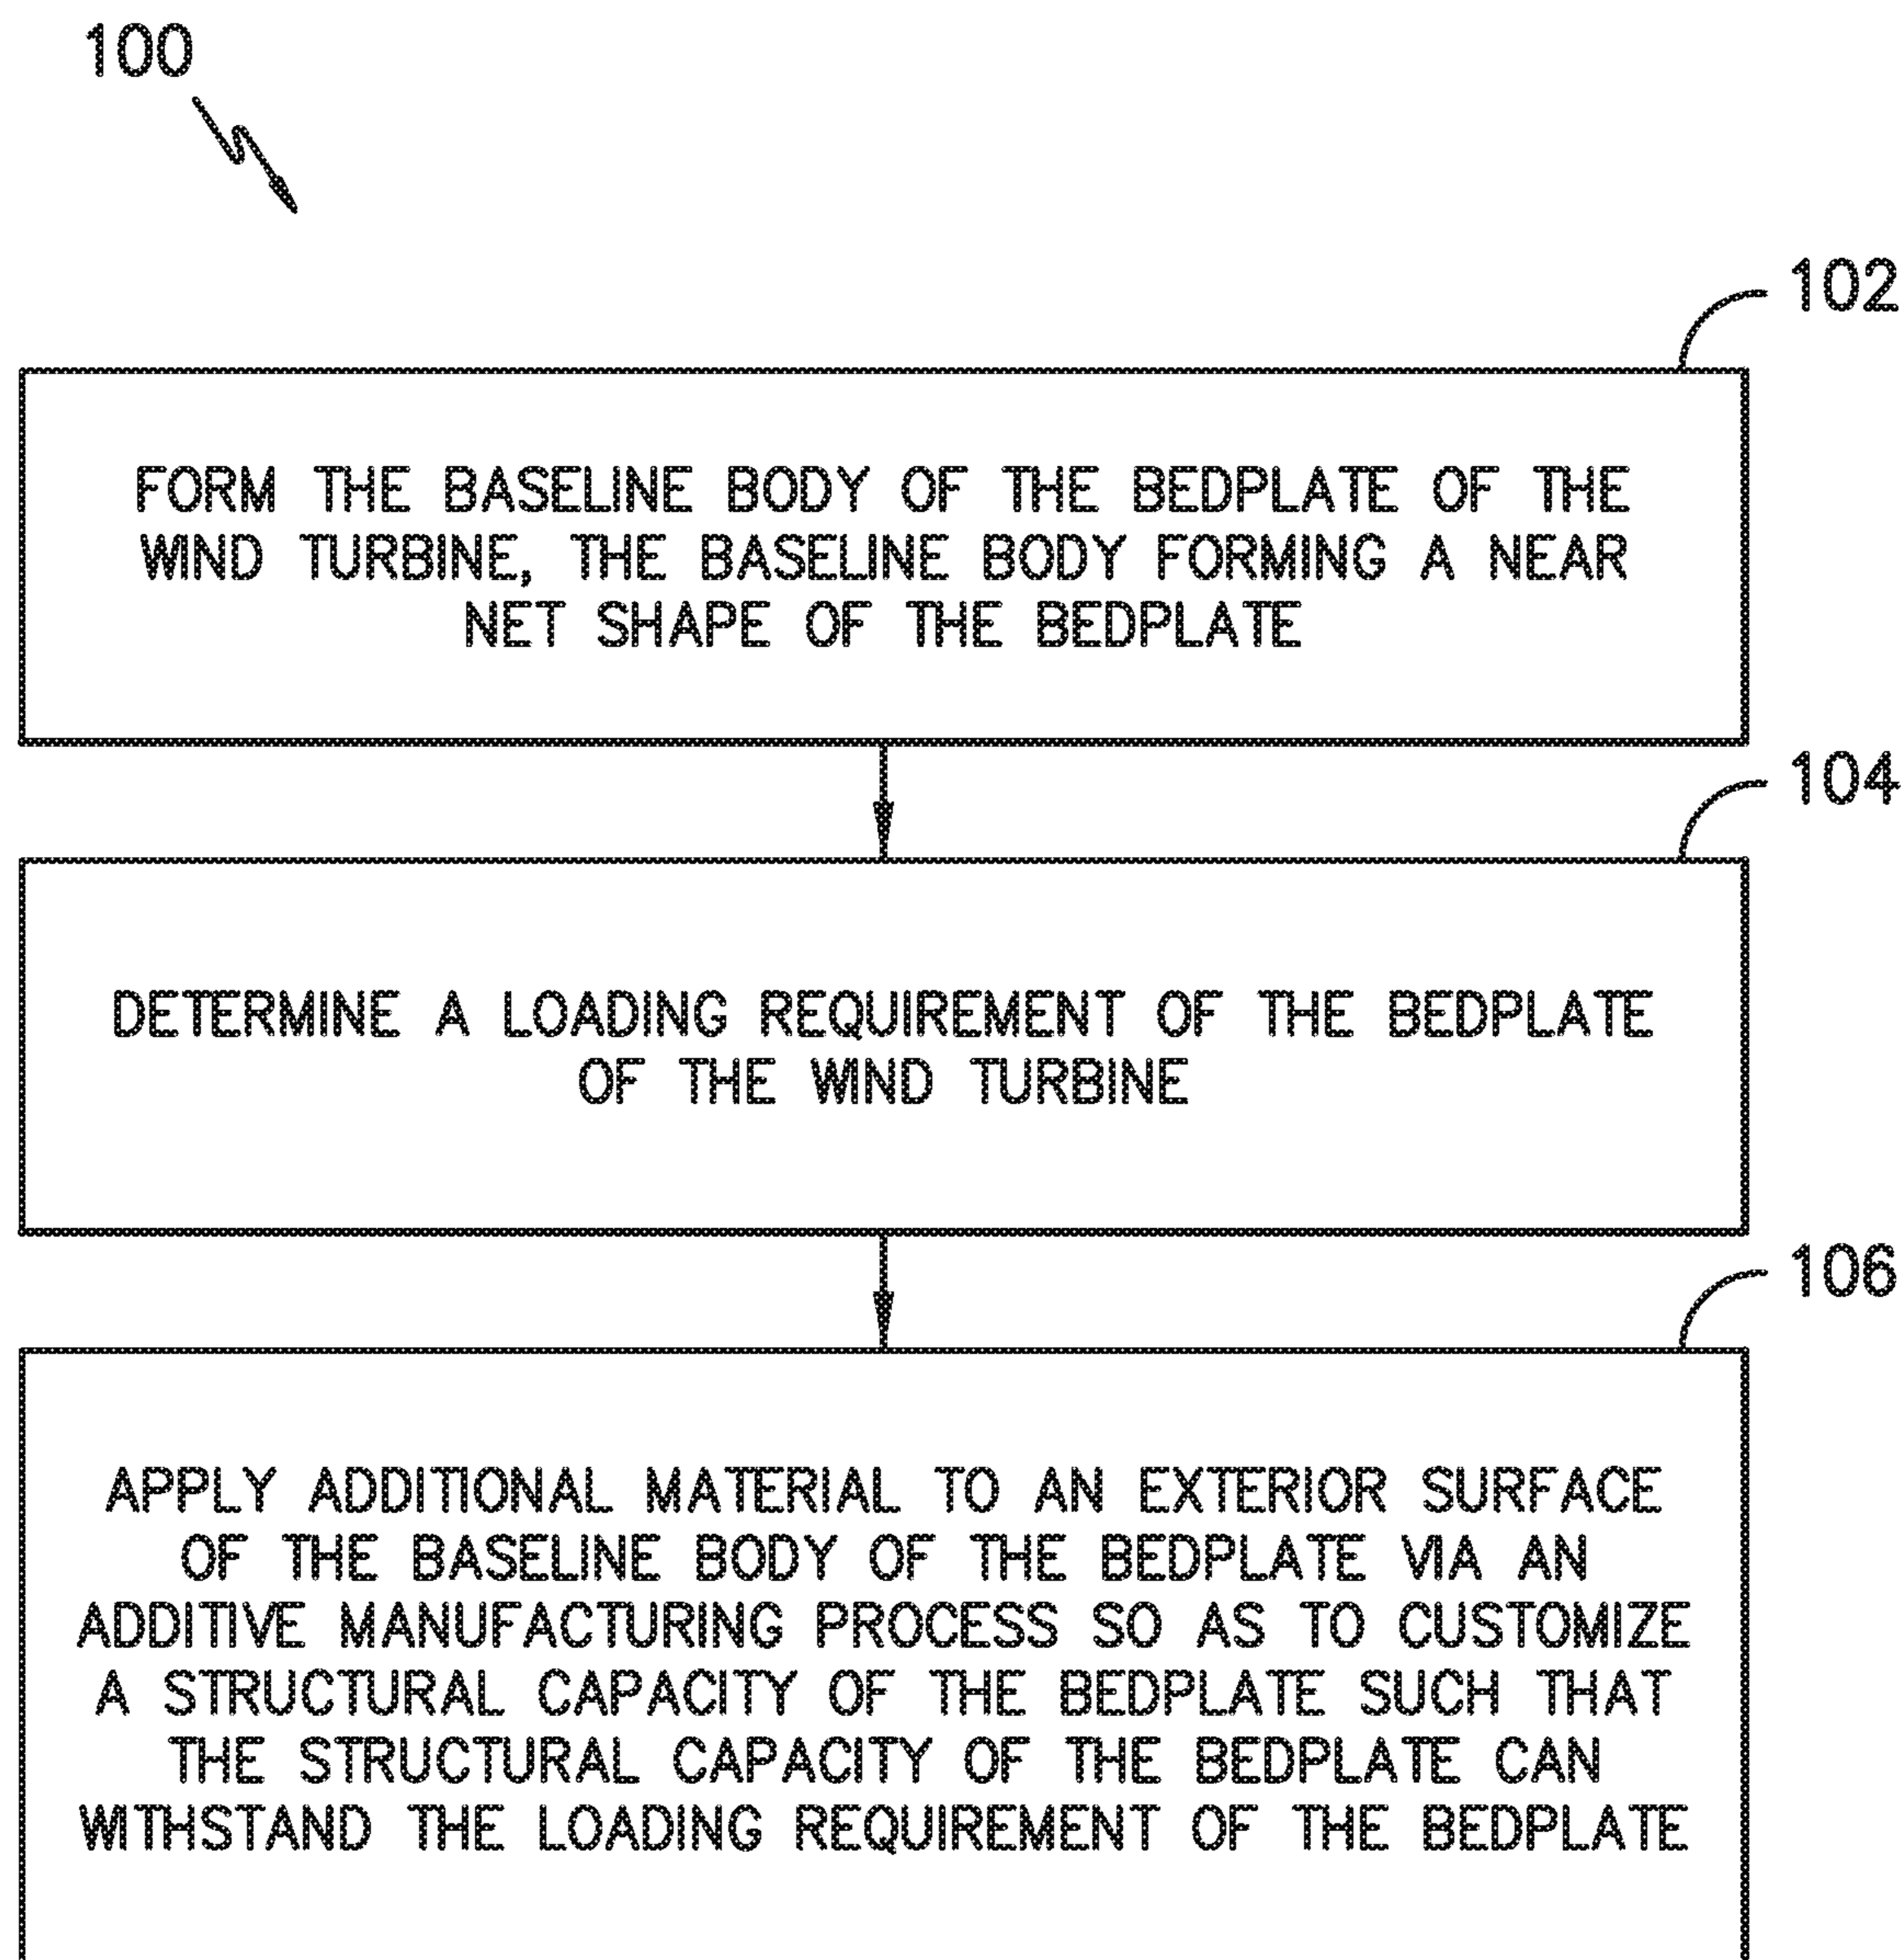 100
102
FORM THE BASELINE BODY OF THE BEDPLATE OF THE
WIND TURBINE, THE BASELINE BODY FORMING A NEAR
NET SHAPE OF THE BEDPLATE
104
DETERMINE A LOADING REQUIREMENT OF THE BEDPLATE
OF THE WIND TURBINE
106
APPLY ADDITIONAL MATERIAL TO AN EXTERIOR SURFACE
OF THE BASELINE BODY OF THE BEDPLATE VIA AN
ADDITIVE MANUFACTURING PROCESS SO AS TO CUSTOMIZE
A STRUCTURAL CAPACITY OF THE BEDPLATE SUCH THAT
THE STRUCTURAL CAPACITY OF THE BEDPLATE CAN
WITHSTAND THE LOADING REQUIREMENT OF THE BEDPLATE